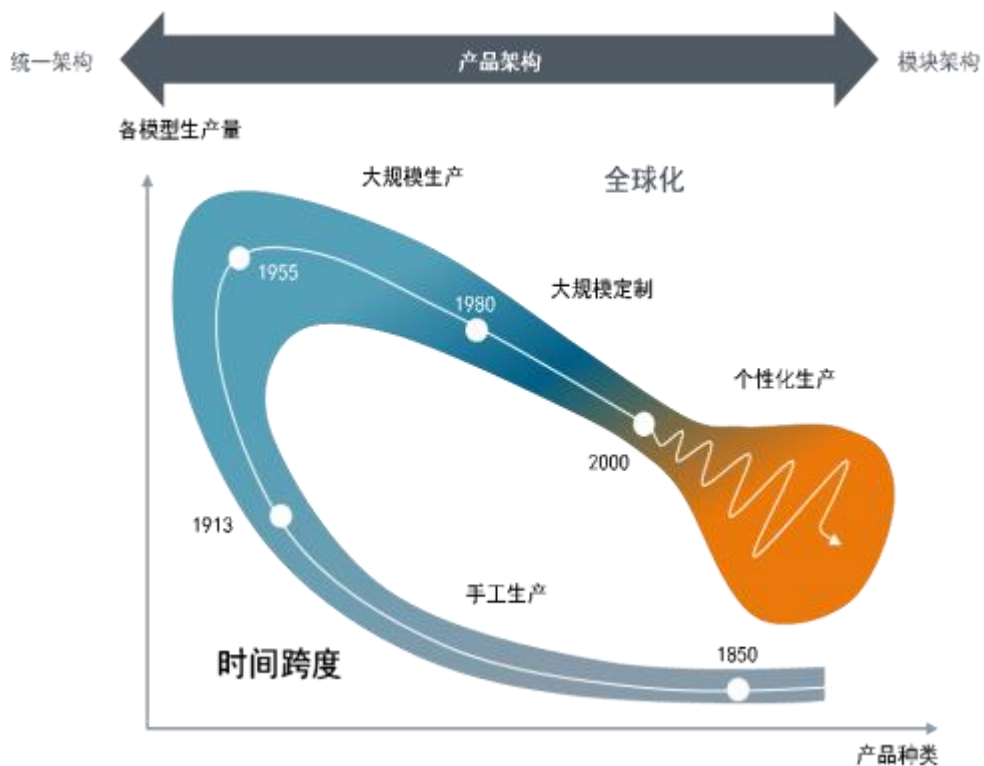 统一架构
产品架构
模块架构
各模型生产量
大规模生产
全球化
1955
大规模定制
1980
个性化生产
2000
1913
手工生产
时间跨度
1850
产品种类